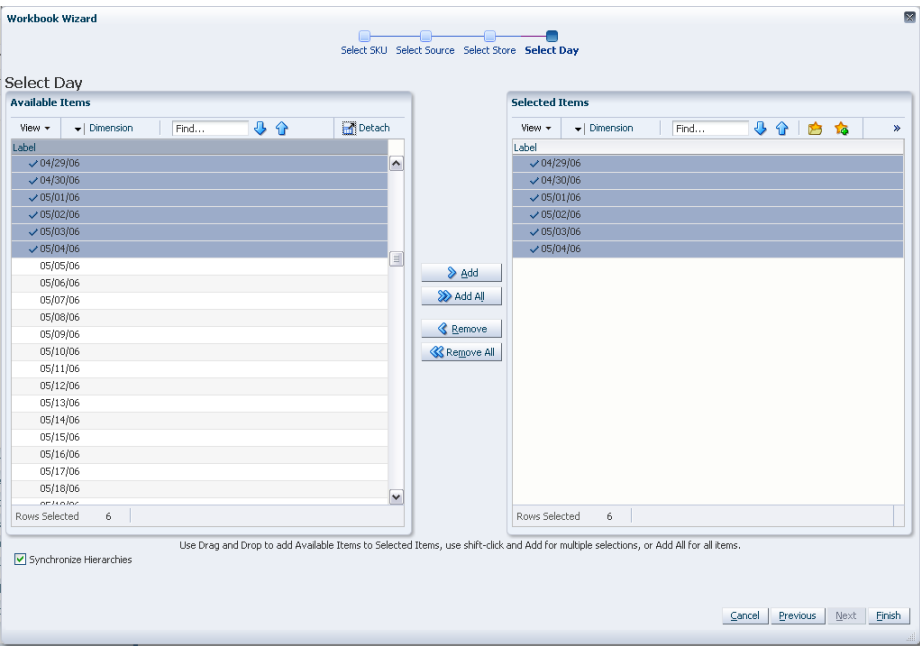 Workbook Wizard
Select SKU Select Source Select Store Select Day
Select Day
Available Items
View Dimension Find... Detach
Label
04/29/06
04/30/06
05/01/06
05/02/06
05/03/06
05/04/06
05/05/06
05/06/06
05/07/06
05/08/06
05/09/06
05/10/06
05/11/06
05/12/06
05/13/06
05/14/06
05/15/06
05/16/06
05/17/06
05/18/06
Rows Selected 6
Add
Add All
Remove
Remove All
Selected Items
View Dimension Find... »
Label
04/29/06
04/30/06
05/01/06
05/02/06
05/03/06
05/04/06
Rows Selected 6
Use Drag and Drop to add Available Items to Selected Items, use shift-click and Add for multiple selections, or Add All for all items.
Synchronize Hierarchies
Cancel Previous Next Finish